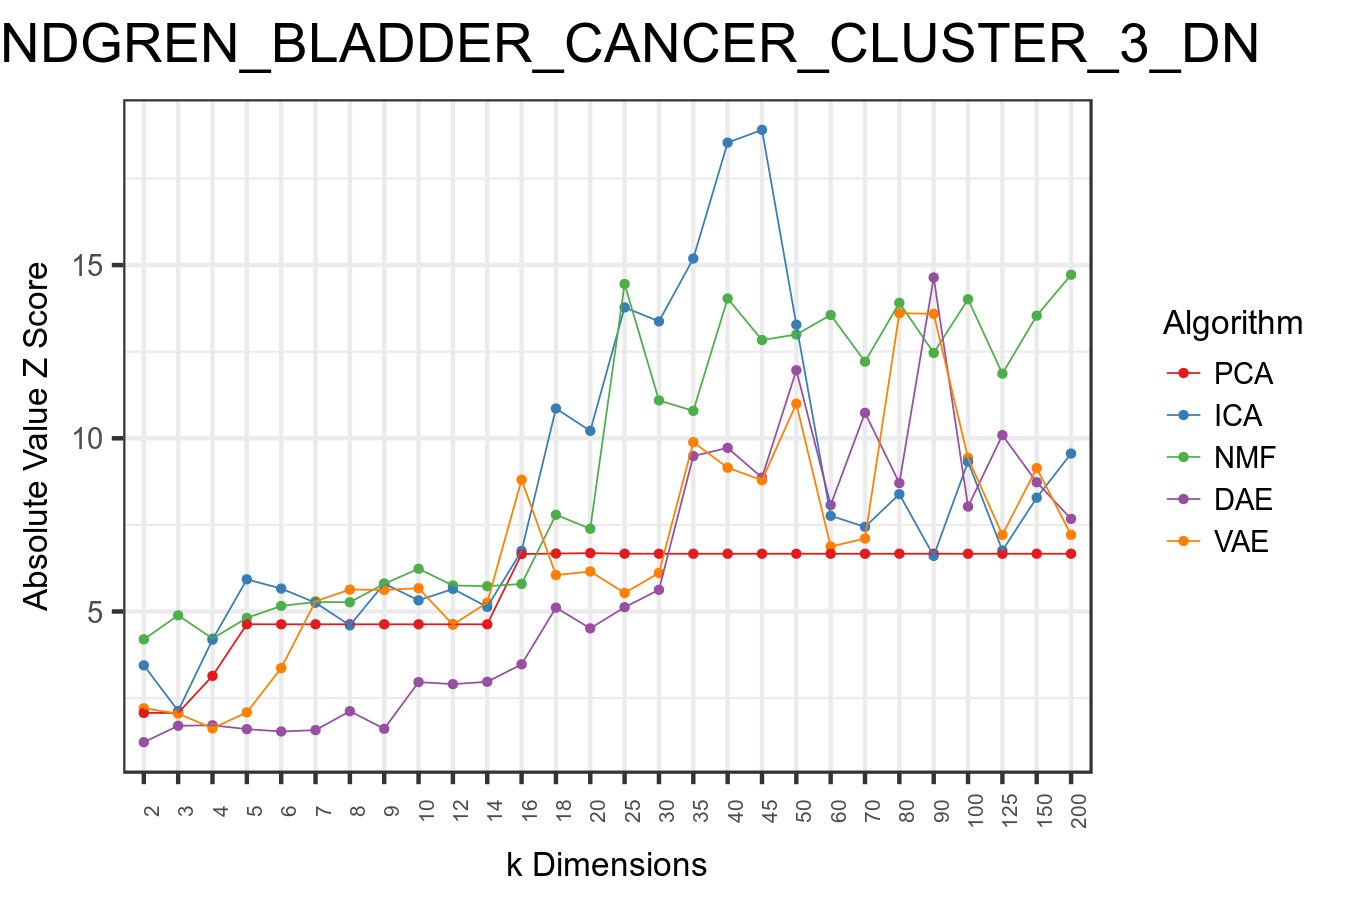 NDGREN_BLADDER_CANCER_CLUSTER_3_DN
Absolute Value Z Score
15
10
5
2 3 4 5 6 7 8 9 10 12 14 16 18 20 25 30 35 40 45 50 60 70 80 90 100 125 150 200
k Dimensions
Algorithm
PCA
ICA
NMF
DAE
VAE